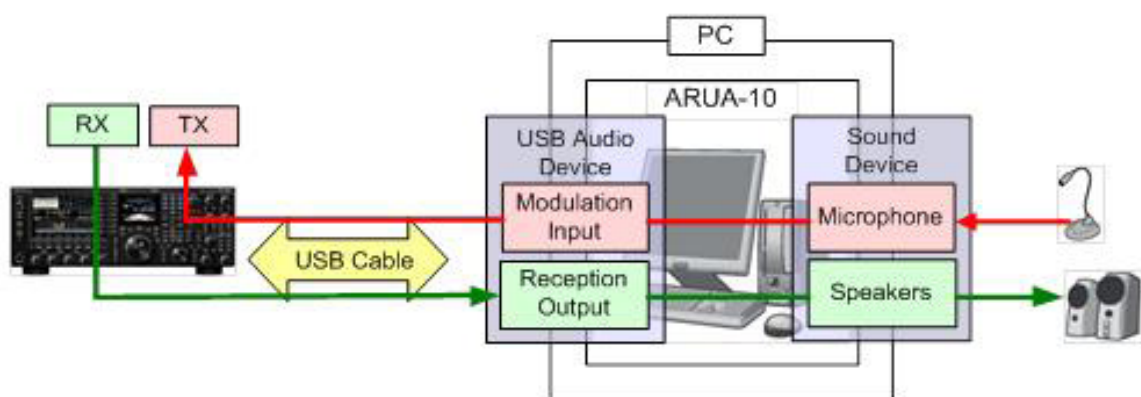 PC
ARUA-10
RX
TX
USB Audio
Device
Sound
Device
Modulation
Input
Microphone
USB Cable
Reception
Output
Speakers